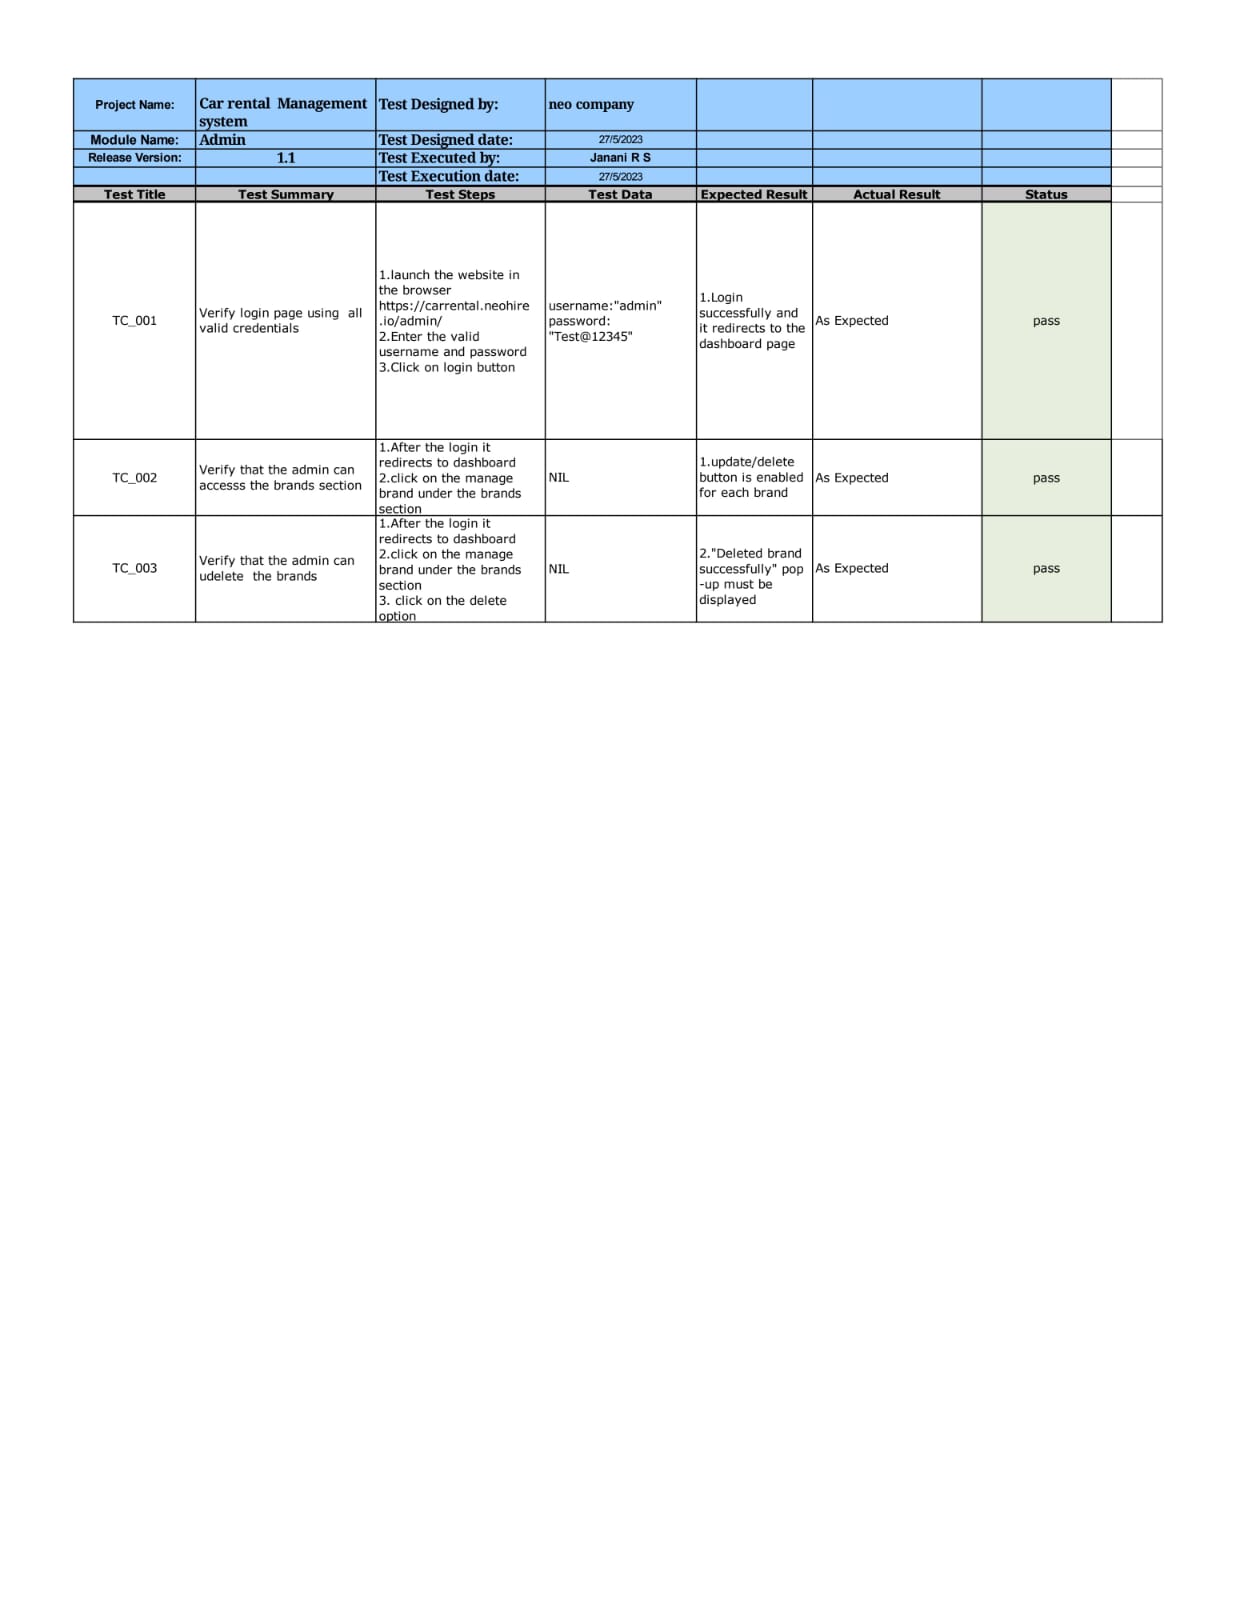 Project Name:
Car rental  Management
system
Test Designed by:
neo company
Module Name:
Admin
Test Designed date:
27/5/2023
Release Version:
1.1
Test Executed by:
Janani R S
Test Execution date:
27/5/2023
Test Title
Test Summary
Test Steps
Test Data
Expected Result
Actual Result
Status
TC_001
Verify login page using  all
valid credentials
1.launch the website in
the browser
https://carrental.neohire
.io/admin/
2.Enter the valid
username and password
3.Click on login button
username:"admin"
password:
"Test@12345"
1.Login
successfully and
it redirects to the
dashboard page
As Expected
pass
TC_002
Verify that the admin can
accesss the brands section
1.After the login it
redirects to dashboard
2.click on the manage
brand under the brands
section
NIL
1.update/delete
button is enabled
for each brand
As Expected
pass
TC_003
Verify that the admin can
udelete  the brands
1.After the login it
redirects to dashboard
2.click on the manage
brand under the brands
section
3. click on the delete
option
NIL
2."Deleted brand
successfully" pop
-up must be
displayed
As Expected
pass